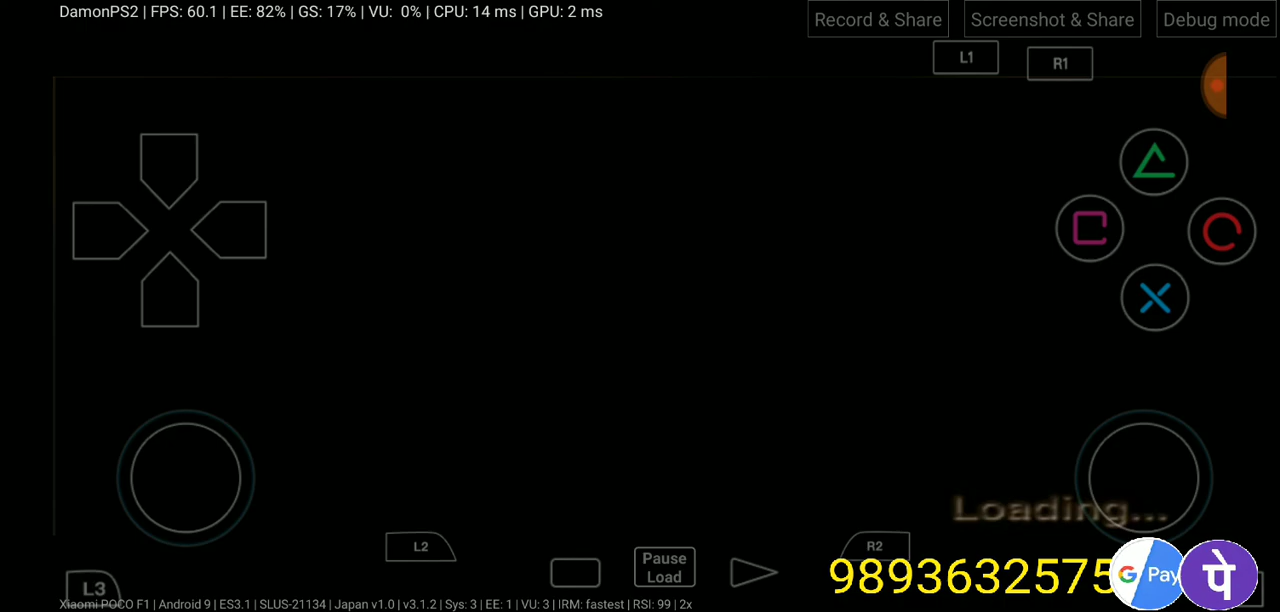 DamonPS2 | FPS: 60.1 | EE: 82% | GS: 17% | VU: 0% | CPU: 14 ms | GPU: 2 ms
Record & Share
Screenshot & Share
Debug mode
L1
R1
Loading...
L2
Pause
Load
R2
9893632575
G Pay
पे
L3
Xiaomi POCO F1 | Android 9 | ES3.1 | SLUS-21134 | Japan v1.0 | v3.1.2 | Sys: 3 | EE: 1 | VU: 3 | IRM: fastest | RSI: 99 | 2x